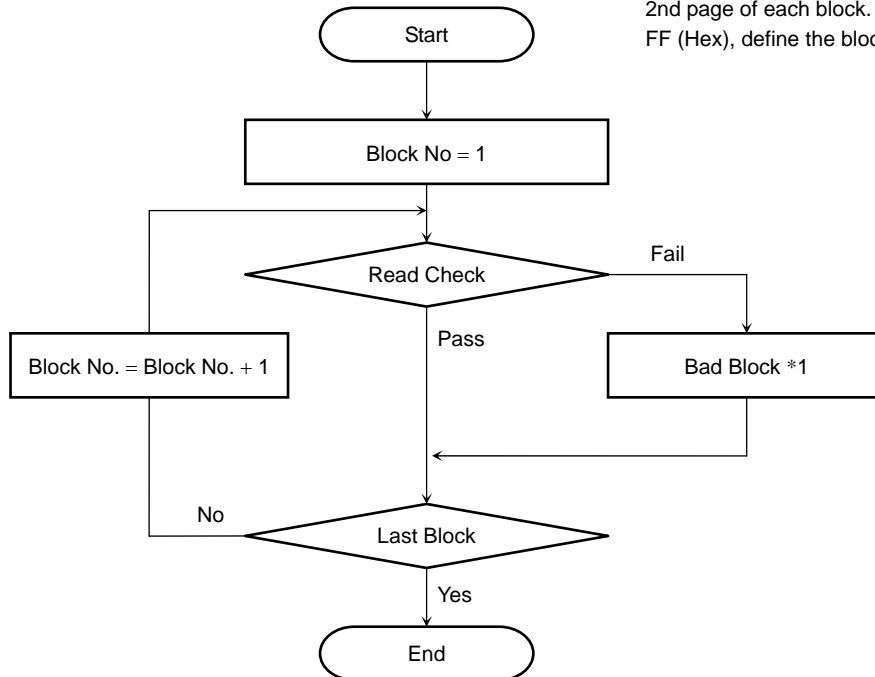 2nd page of each block.
FF (Hex), define the bloc
Start
Block No = 1
Read Check
Fail
Pass
Block No. = Block No. + 1
Bad Block *1
No
Last Block
Yes
End